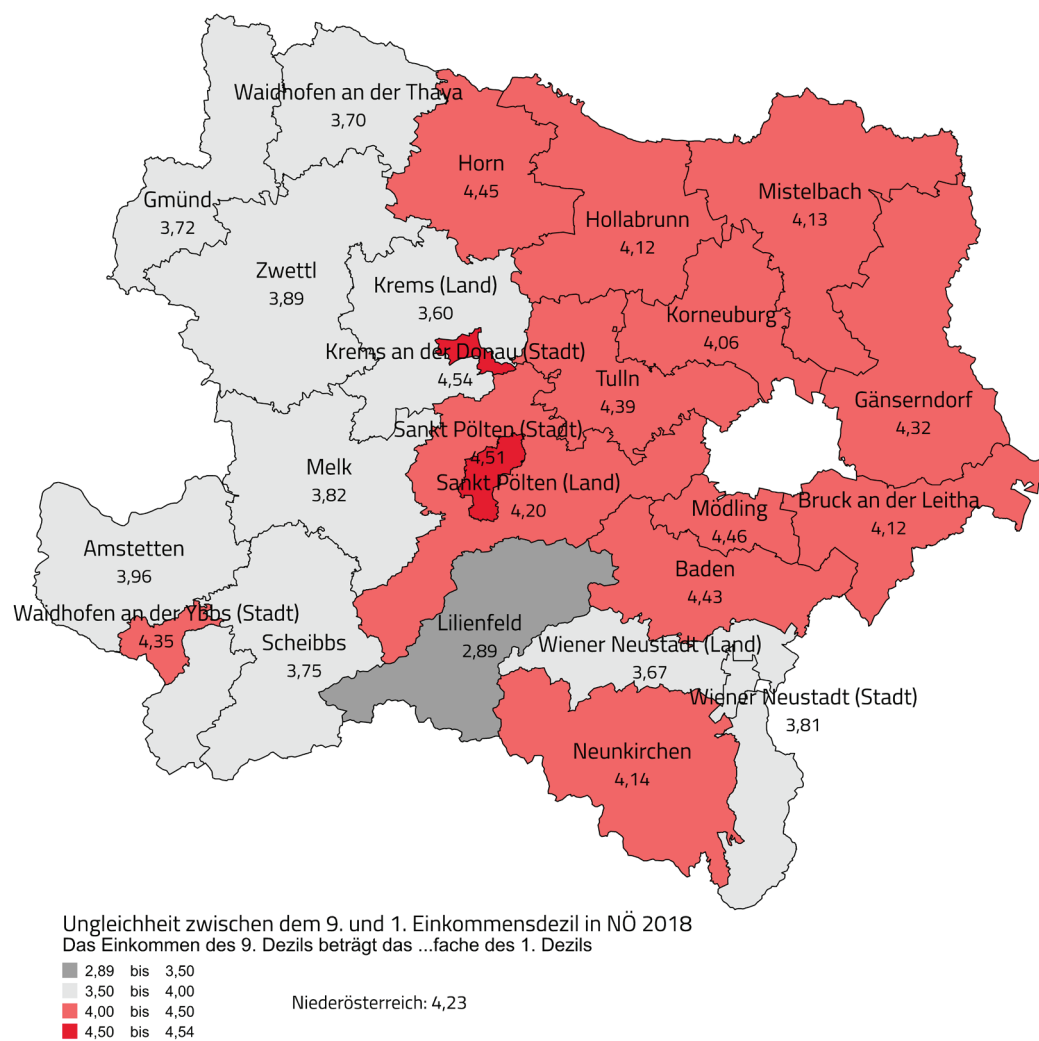 Waidhofen an der Thaya
3,70
Horn
4,45
Mistelbach
4,13
Gmünd
3,72
Hollabrunn
4,12
Zwettl
3,89
Krems (Land)
3,60
Korneuburg
4,06
Krems an der Donau (Stadt)
4,54
Tulln
4,39
Gänserndorf
4,32
Sankt Pölten (Stadt)
4,51
Melk
3,82
Sankt Pölten (Land)
4,20
Mödling
4,46
Bruck an der Leitha
4,12
Amstetten
3,96
Baden
4,43
Waidhofen an der Ybbs (Stadt)
4,35
Lilienfeld
2,89
Scheibbs
3,75
Wiener Neustadt (Land)
3,67
Wiener Neustadt (Stadt)
3,81
Neunkirchen
4,14
Ungleichheit zwischen dem 9. und 1. Einkommensdezil in NÖ 2018
Das Einkommen des 9. Dezils beträgt das ...fache des 1. Dezils
2,89 bis 3,50
3,50 bis 4,00
4,00 bis 4,50
4,50 bis 4,54
Niederösterreich: 4,23